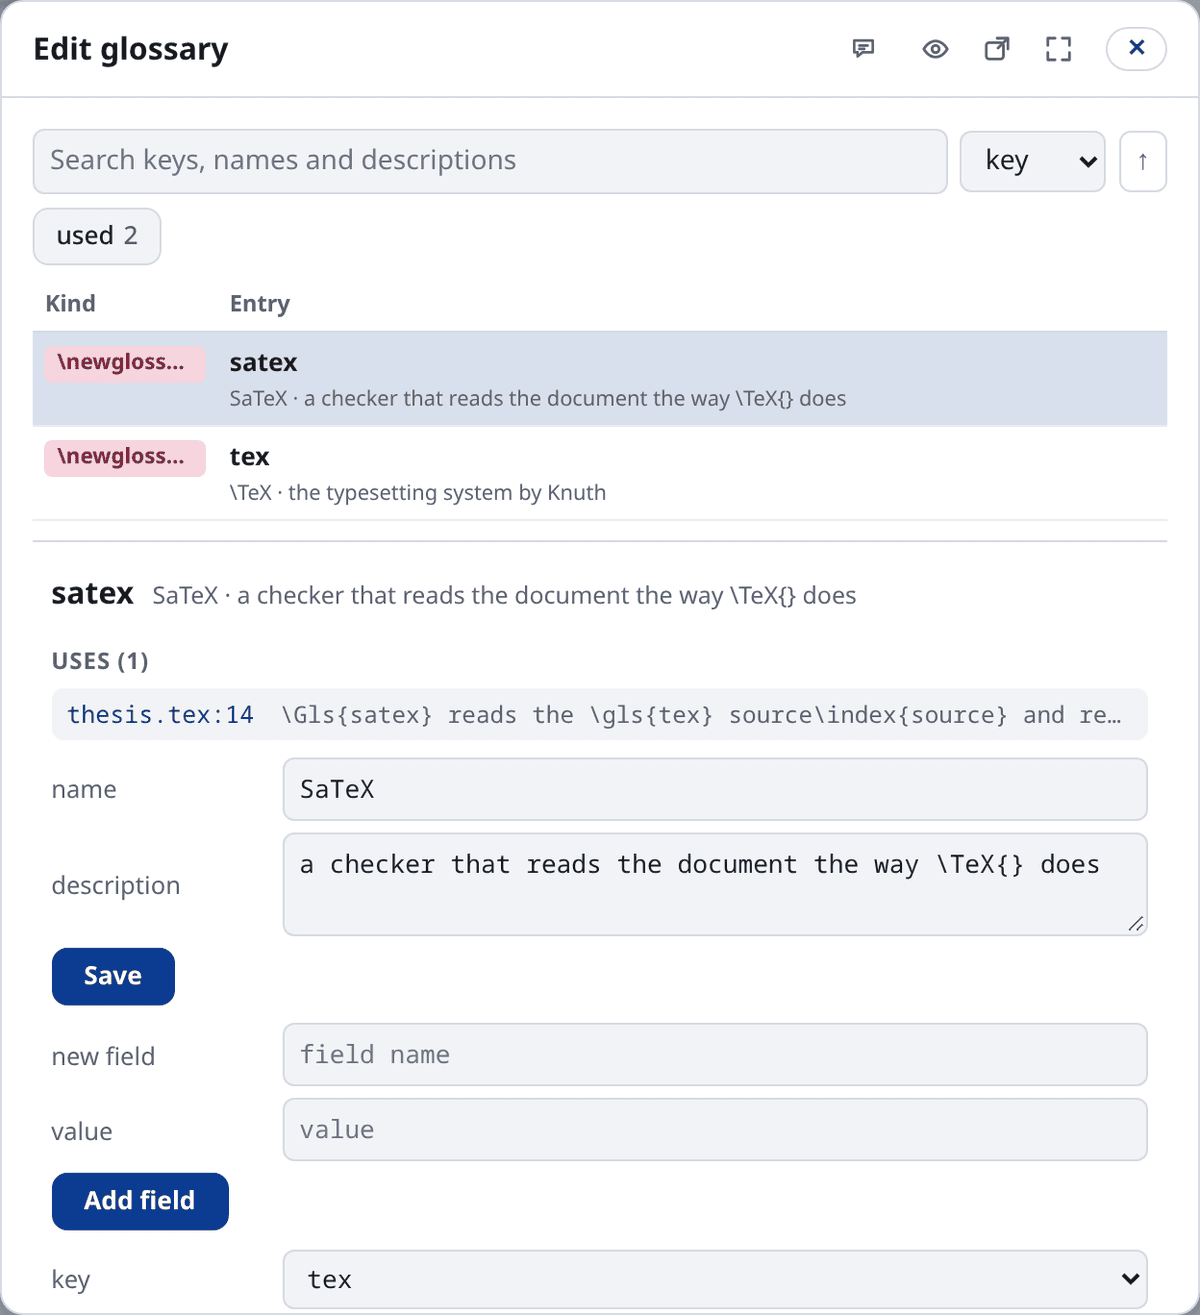 Edit glossary
Search keys, names and descriptions
key
↑
used 2
Kind Entry
\newgloss... satex
SaTeX · a checker that reads the document the way \TeX{} does
\newgloss... tex
\TeX · the typesetting system by Knuth
satex SaTeX · a checker that reads the document the way \TeX{} does
USES (1)
thesis.tex:14 \Gls{satex} reads the \gls{tex} source\index{source} and re…
name SaTeX
description a checker that reads the document the way \TeX{} does
Save
new field field name
value value
Add field
key tex